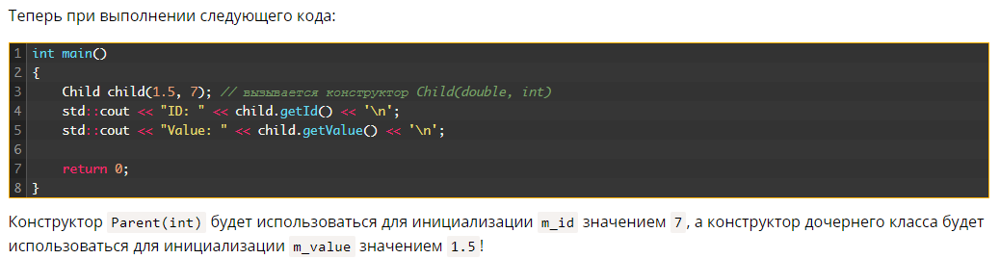 Теперь при выполнении следующего кода:
1 int main()
2 {
3     Child child(1.5, 7); // вызывается конструктор Child(double, int)
4     std::cout << "ID: " << child.getId() << '\n';
5     std::cout << "Value: " << child.getValue() << '\n';
6
7     return 0;
8 }
Конструктор Parent(int) будет использоваться для инициализации m_id значением 7, а конструктор дочернего класса будет
использоваться для инициализации m_value значением 1.5!